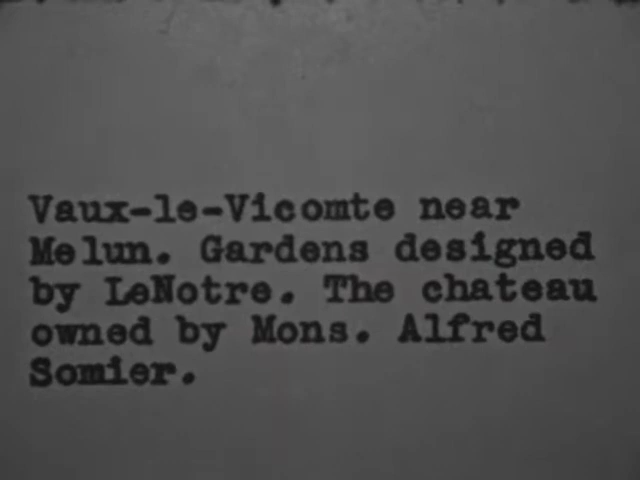 Vaux-le-Vicomte near
Melun. Gardens designed
by LeNotre. The chateau
owned by Mons. Alfred
Somier.